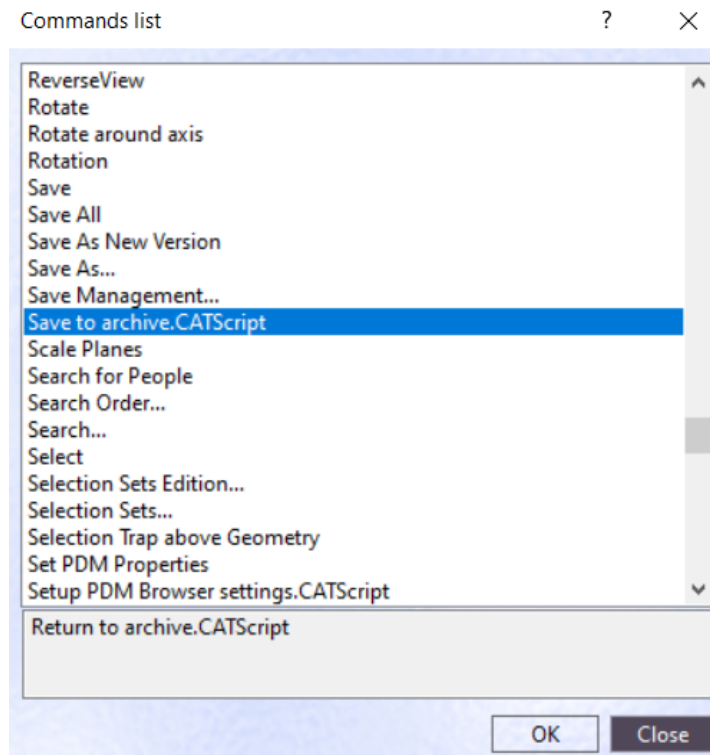 Commands list
?
ReverseView
Rotate
Rotate around axis
Rotation
Save
Save All
Save As New Version
Save As...
Save Management...
Save to archive.CATScript
Scale Planes
Search for People
Search Order...
Search...
Select
Selection Sets Edition...
Selection Sets...
Selection Trap above Geometry
Set PDM Properties
Setup PDM Browser settings.CATScript
Return to archive.CATScript
OK
Close